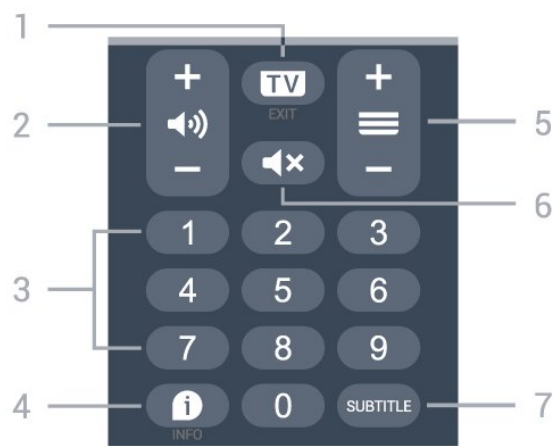 1
+ TV +
EXIT
2 5
− −
6
1 2 3
3
4 5 6
7 8 9
4 i 0 SUBTITLE 7
INFO